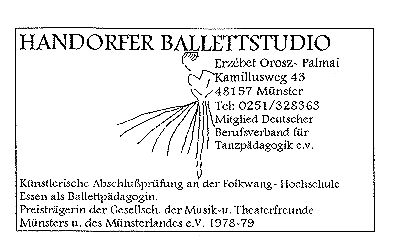 HANDORFER BALLETTSTUDIO
Erzébet Orosz- Palmai
Kamillusweg 43
48157 Münster
Tel: 0251/328363
Mitglied Deutscher
Berufsverband für
Tanzpädagogik e.v.
Künstlerische Abschlußprüfung an der Folkwang- Hochschule
Essen als Ballettpädagogin.
Preisträgerin der Gesellsch. der Musik-u. Theaterfreunde
Münsters u. des Münsterlandes e.V. 1978-79